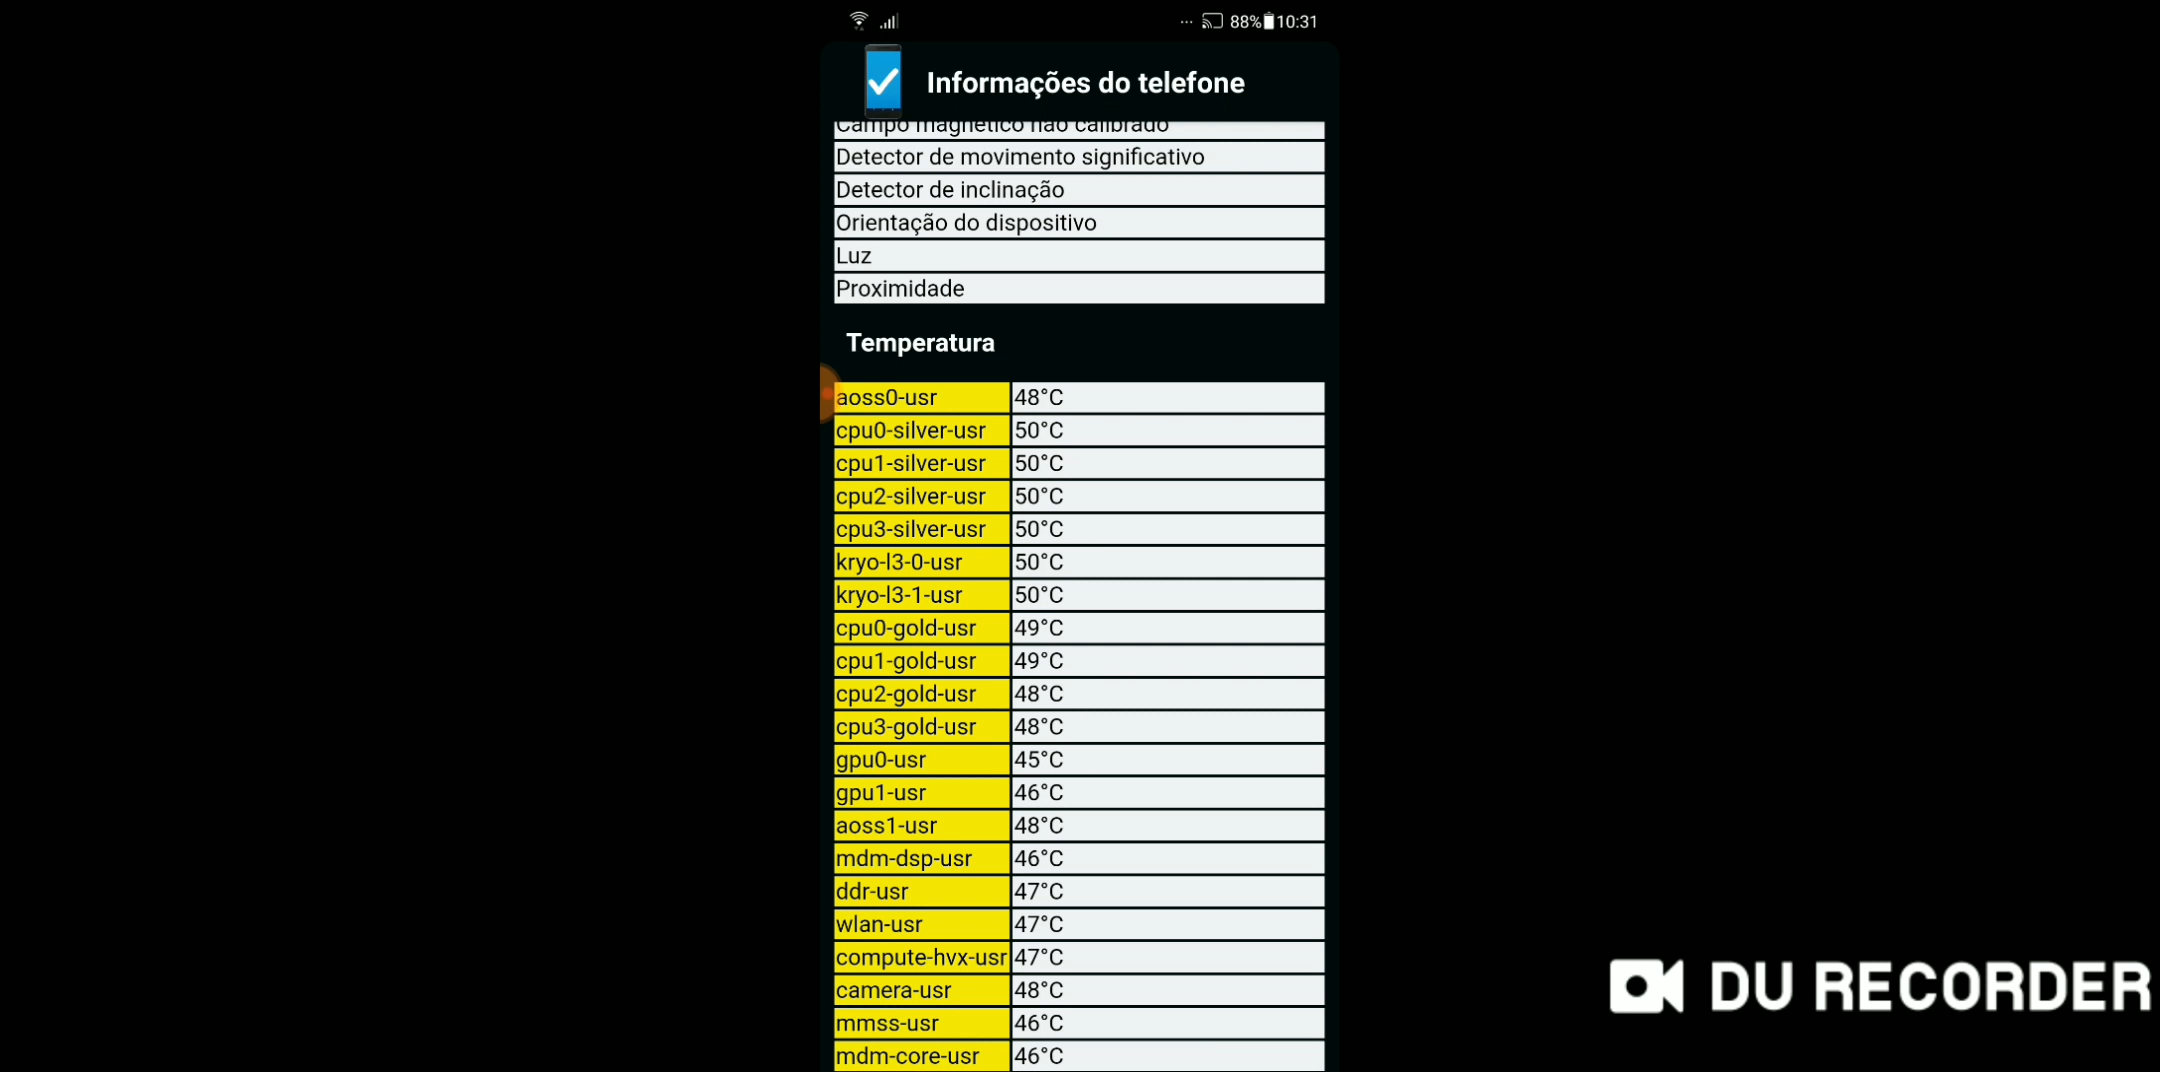 88% 10:31
Informações do telefone
Campo magnético não calibrado
Detector de movimento significativo
Detector de inclinação
Orientação do dispositivo
Luz
Proximidade
Temperatura
aoss0-usr 48°C
cpu0-silver-usr 50°C
cpu1-silver-usr 50°C
cpu2-silver-usr 50°C
cpu3-silver-usr 50°C
kryo-l3-0-usr 50°C
kryo-l3-1-usr 50°C
cpu0-gold-usr 49°C
cpu1-gold-usr 49°C
cpu2-gold-usr 48°C
cpu3-gold-usr 48°C
gpu0-usr 45°C
gpu1-usr 46°C
aoss1-usr 48°C
mdm-dsp-usr 46°C
ddr-usr 47°C
wlan-usr 47°C
compute-hvx-usr 47°C
camera-usr 48°C
mmss-usr 46°C
mdm-core-usr 46°C
DU RECORDER